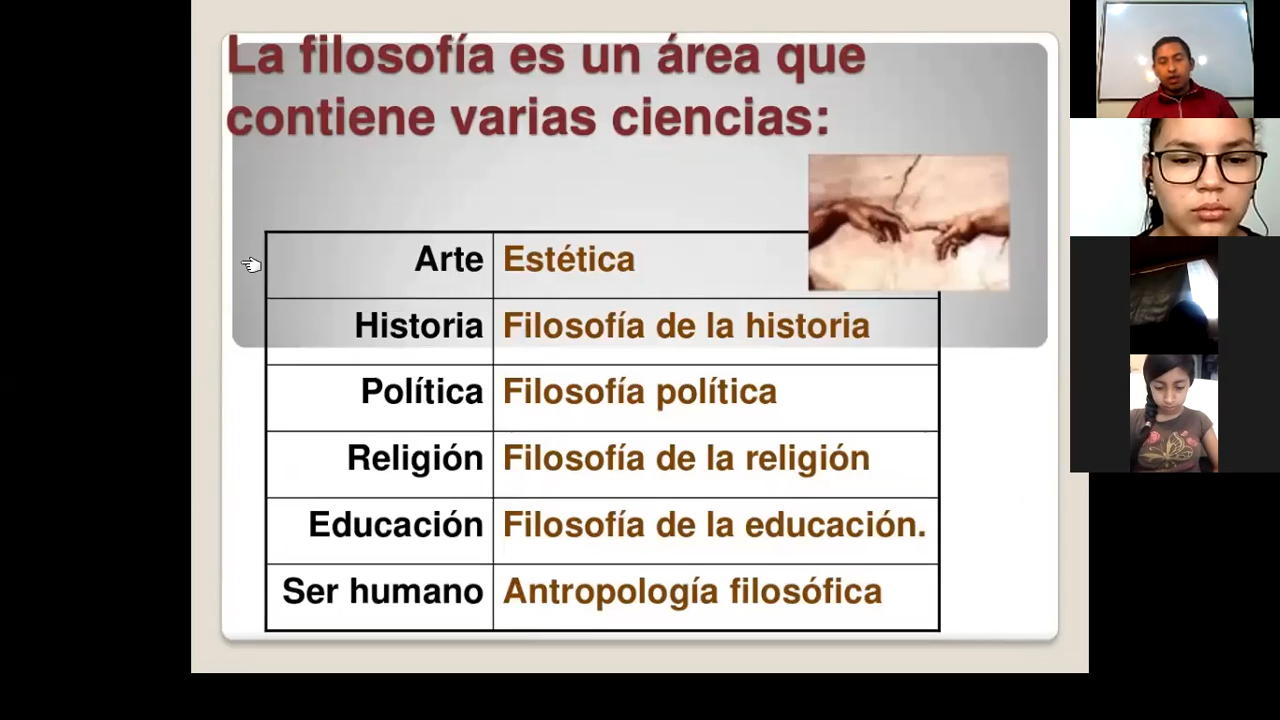 La filosofía es un área que
contiene varias ciencias:
Arte Estética
Historia Filosofía de la historia
Política Filosofía política
Religión Filosofía de la religión
Educación Filosofía de la educación.
Ser humano Antropología filosófica